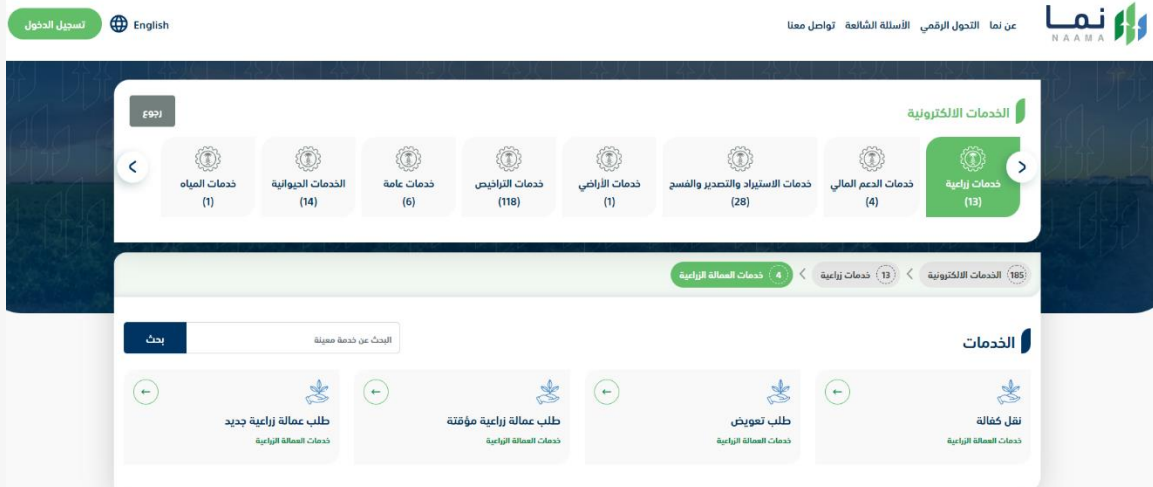 نما
NAAMA
عن نما
التحول الرقمي
الأسئلة الشائعة
تواصل معنا
English
تسجيل الدخول
الخدمات الالكترونية
رجوع
خدمات زراعية
(13)
خدمات الدعم المالي
(4)
خدمات الاستيراد والتصدير والفسح
(28)
خدمات الأراضي
(1)
خدمات التراخيص
(118)
خدمات عامة
(6)
الخدمات الحيوانية
(14)
خدمات المياه
(1)
185 الخدمات الالكترونية
13 خدمات زراعية
4 خدمات العمالة الزراعية
الخدمات
البحث عن خدمة معينة
بحث
نقل كفالة
خدمات العمالة الزراعية
طلب تعويض
خدمات العمالة الزراعية
طلب عمالة زراعية مؤقتة
خدمات العمالة الزراعية
طلب عمالة زراعية جديد
خدمات العمالة الزراعية